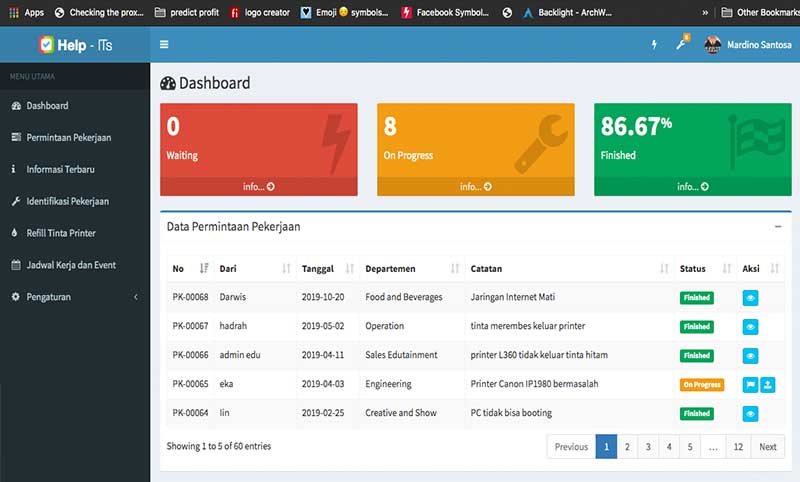 Apps Checking the prox... predict profit logo creator Emoji 😊 symbols... Facebook Symbol... Backlight - ArchW... » Other Bookmarks
Help - ITs
6
Mardino Santosa
MENU UTAMA
Dashboard
Permintaan Pekerjaan
Informasi Terbaru
Identifikasi Pekerjaan
Refill Tinta Printer
Jadwal Kerja dan Event
Pengaturan
Dashboard
0
Waiting
info...
8
On Progress
info...
86.67%
Finished
info...
Data Permintaan Pekerjaan
No Dari Tanggal Departemen Catatan Status Aksi
PK-00068 Darwis 2019-10-20 Food and Beverages Jaringan Internet Mati Finished
PK-00067 hadrah 2019-05-02 Operation tinta merembes keluar printer Finished
PK-00066 admin edu 2019-04-11 Sales Edutainment printer L360 tidak keluar tinta hitam Finished
PK-00065 eka 2019-04-03 Engineering Printer Canon IP1980 bermasalah On Progress
PK-00064 Iin 2019-02-25 Creative and Show PC tidak bisa booting Finished
Showing 1 to 5 of 60 entries
Previous 1 2 3 4 5 ... 12 Next